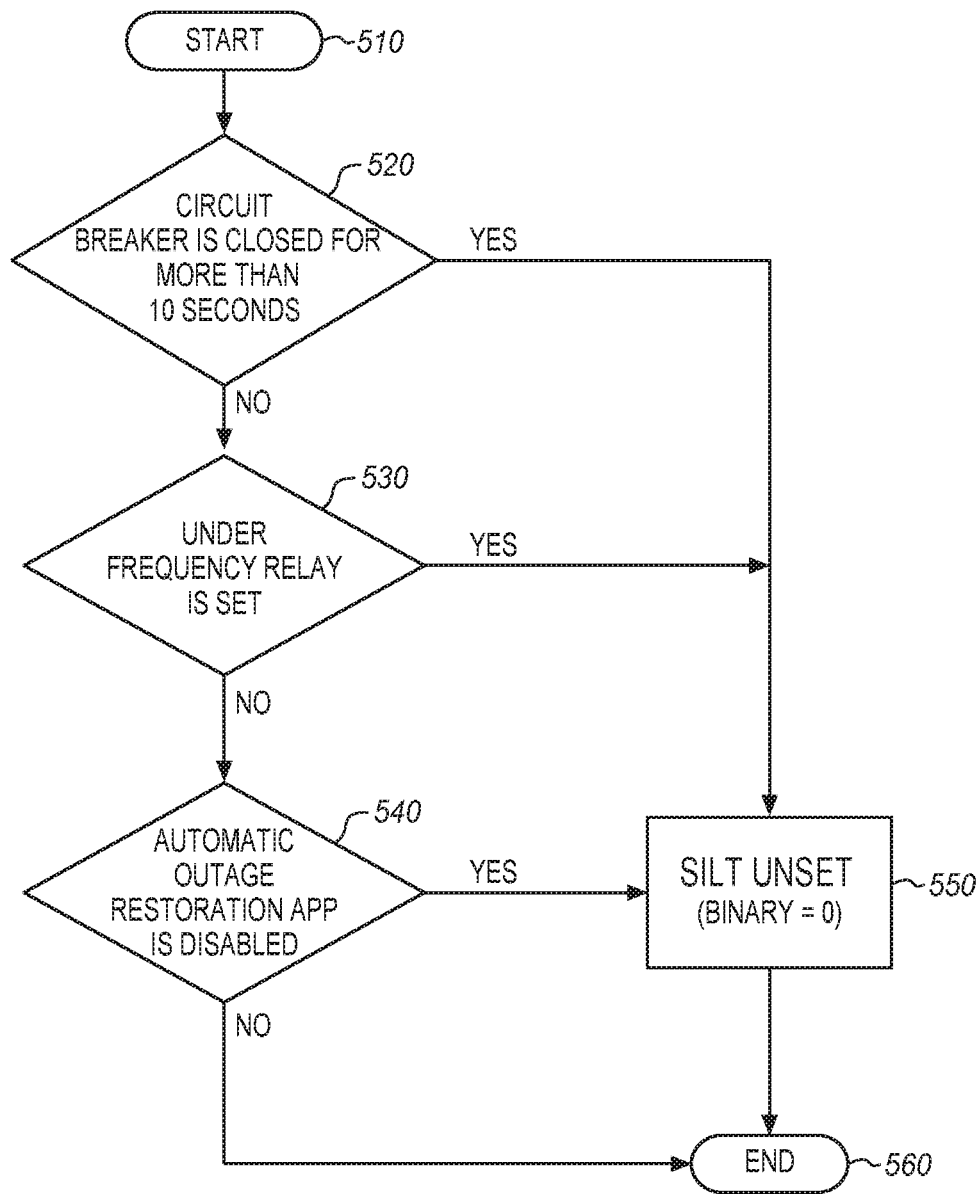 START
510
520
CIRCUIT
BREAKER IS CLOSED FOR
MORE THAN
10 SECONDS
YES
NO
530
UNDER
FREQUENCY RELAY
IS SET
YES
NO
540
AUTOMATIC
OUTAGE
RESTORATION APP
IS DISABLED
YES
SILT UNSET
(BINARY = 0)
550
NO
END
560